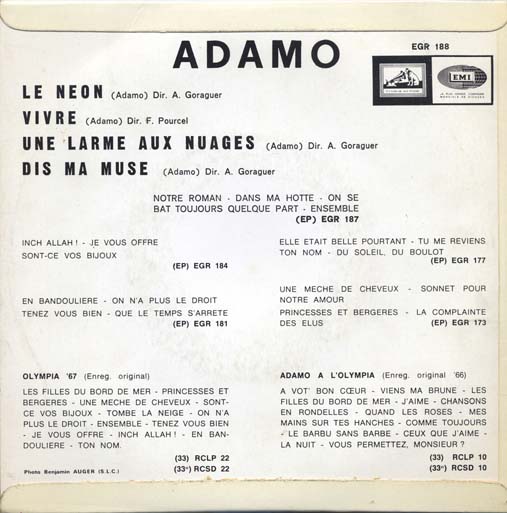 ADAMO
EGR 188
EMI
LE NEON (Adamo) Dir. A. Goraguer
VIVRE (Adamo) Dir. F. Pourcel
UNE LARME AUX NUAGES (Adamo) Dir. A. Goraguer
DIS MA MUSE (Adamo) Dir. A. Goraguer
NOTRE ROMAN - DANS MA HOTTE - ON SE
BAT TOUJOURS QUELQUE PART - ENSEMBLE
(EP) EGR 187
INCH ALLAH ! - JE VOUS OFFRE
SONT-CE VOS BIJOUX
(EP) EGR 184
ELLE ETAIT BELLE POURTANT - TU ME REVIENS
TON NOM - DU SOLEIL, DU BOULOT
(EP) EGR 177
EN BANDOULIERE - ON N'A PLUS LE DROIT
TENEZ VOUS BIEN - QUE LE TEMPS S'ARRETE
(EP) EGR 181
UNE MECHE DE CHEVEUX - SONNET POUR
NOTRE AMOUR
PRINCESSES ET BERGERES - LA COMPLAINTE
DES ELUS (EP) EGR 173
OLYMPIA '67 (Enreg. original)
LES FILLES DU BORD DE MER - PRINCESSES ET
BERGERES - UNE MECHE DE CHEVEUX - SONT-
CE VOS BIJOUX - TOMBE LA NEIGE - ON N'A
PLUS LE DROIT - ENSEMBLE - TENEZ VOUS BIEN
- JE VOUS OFFRE - INCH ALLAH ! - EN BAN-
DOULIERE - TON NOM.
(33) RCLP 22
(33º) RCSD 22
ADAMO A L'OLYMPIA (Enreg. original '66)
A VOT' BON CŒUR - VIENS MA BRUNE - LES
FILLES DU BORD DE MER - J'AIME - CHANSONS
EN RONDELLES - QUAND LES ROSES - MES
MAINS SUR TES HANCHES - COMME TOUJOURS
- LE BARBU SANS BARBE - CEUX QUE J'AIME -
LA NUIT - VOUS PERMETTEZ, MONSIEUR ?
(33) RCLP 10
(33º) RCSD 10
Photo Benjamin AUGER (S.L.C.)